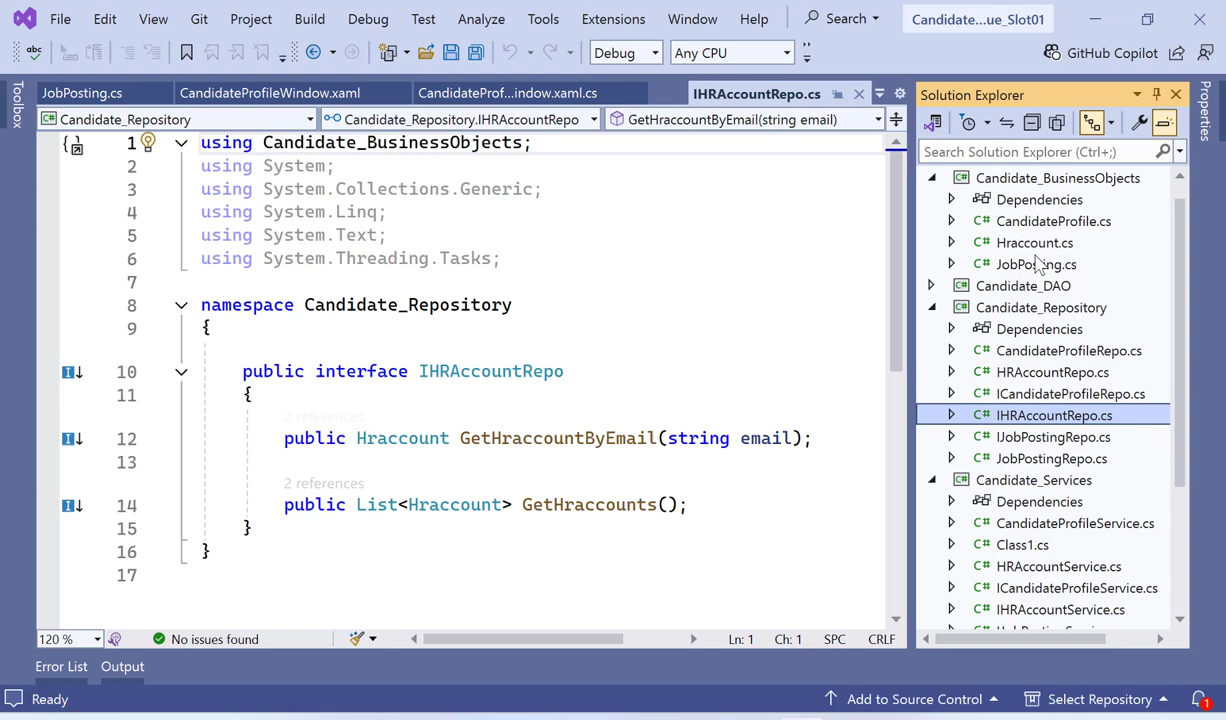 File Edit View Git Project Build Debug Test Analyze Tools Extensions Window Help Search Candidate...ue_Slot01
abc Debug Any CPU GitHub Copilot
Toolbox
JobPosting.cs CandidateProfileWindow.xaml CandidateProf...indow.xaml.cs IHRAccountRepo.cs
Candidate_Repository Candidate_Repository.IHRAccountRepo GetHraccountByEmail(string email)
1 using Candidate_BusinessObjects;
2 using System;
3 using System.Collections.Generic;
4 using System.Linq;
5 using System.Text;
6 using System.Threading.Tasks;
7
8 namespace Candidate_Repository
9 {
10 public interface IHRAccountRepo
11 {
2 references
12 public Hraccount GetHraccountByEmail(string email);
13
2 references
14 public List<Hraccount> GetHraccounts();
15 }
16 }
17
120 % No issues found Ln: 1 Ch: 1 SPC CRLF
Solution Explorer
Search Solution Explorer (Ctrl+;)
Candidate_BusinessObjects
Dependencies
C# CandidateProfile.cs
C# Hraccount.cs
C# JobPosting.cs
C# Candidate_DAO
C# Candidate_Repository
Dependencies
C# CandidateProfileRepo.cs
C# HRAccountRepo.cs
C# ICandidateProfileRepo.cs
C# IHRAccountRepo.cs
C# IJobPostingRepo.cs
C# JobPostingRepo.cs
C# Candidate_Services
Dependencies
C# CandidateProfileService.cs
C# Class1.cs
C# HRAccountService.cs
C# ICandidateProfileService.cs
C# IHRAccountService.cs
Properties
Error List Output
Ready Add to Source Control Select Repository 1